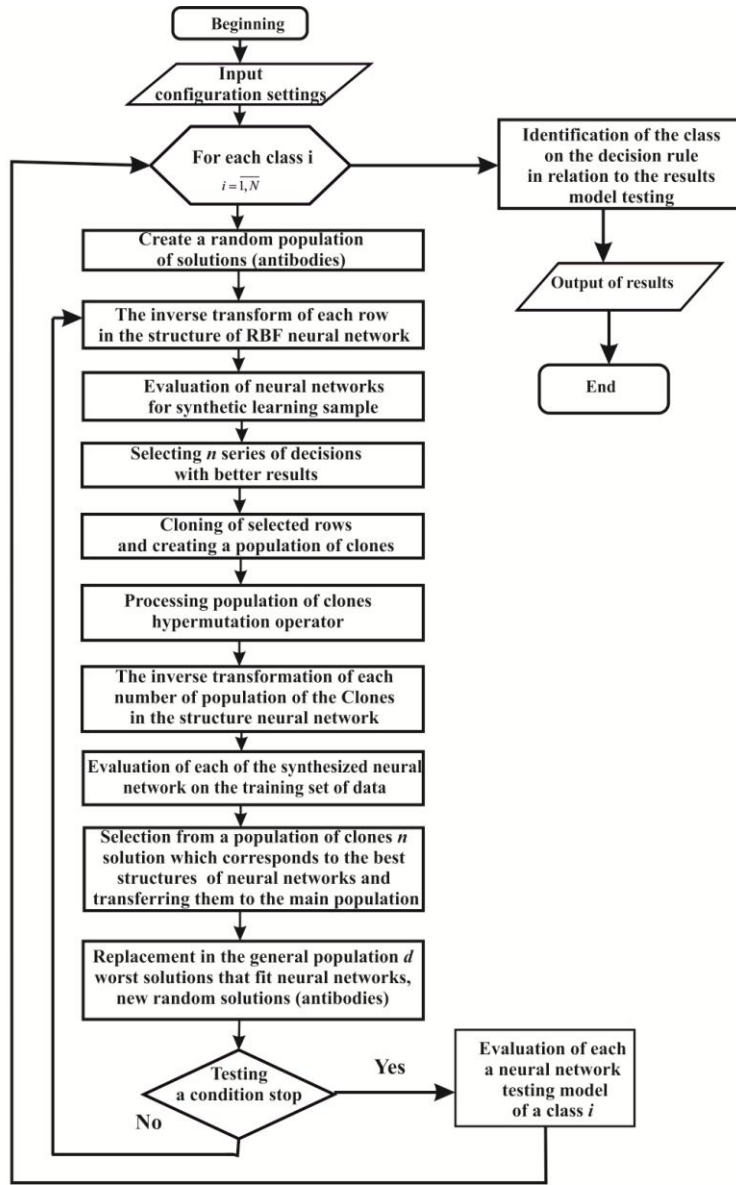 Beginning
Input
configuration settings
For each class i
i = 1, N
Create a random population
of solutions (antibodies)
The inverse transform of each row
in the structure of RBF neural network
Evaluation of neural networks
for synthetic learning sample
Selecting n series of decisions
with better results
Cloning of selected rows
and creating a population of clones
Processing population of clones
hypermutation operator
The inverse transformation of each
number of population of the Clones
in the structure neural network
Evaluation of each of the synthesized neural
network on the training set of data
Selection from a population of clones n
solution which corresponds to the best
structures of neural networks and
transferring them to the main population
Replacement in the general population d
worst solutions that fit neural networks,
new random solutions (antibodies)
Testing
a condition stop
No
Yes
Evaluation of each
a neural network
testing model
of a class i
Identification of the class
on the decision rule
in relation to the results
model testing
Output of results
End